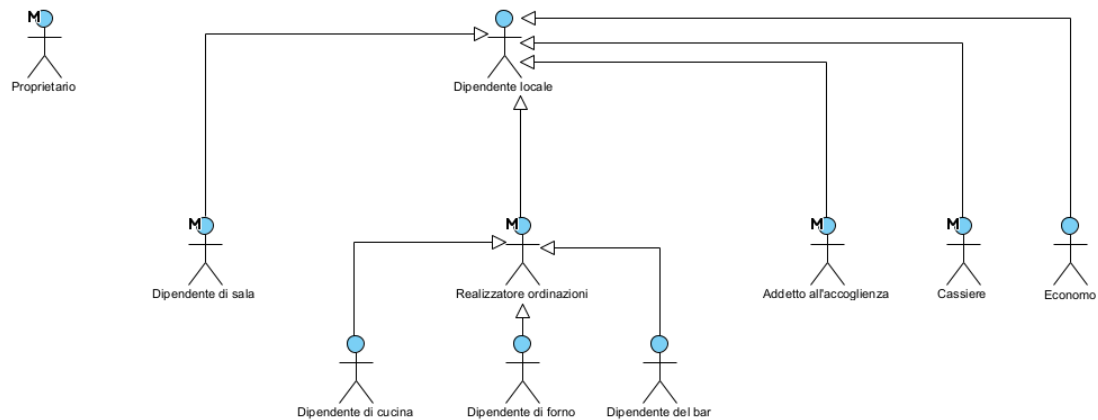 M
Proprietario
Dipendente locale
M
Dipendente di sala
M
Realizzatore ordinazioni
M
Addetto all'accoglienza
M
Cassiere
Economo
Dipendente di cucina
Dipendente di forno
Dipendente del bar